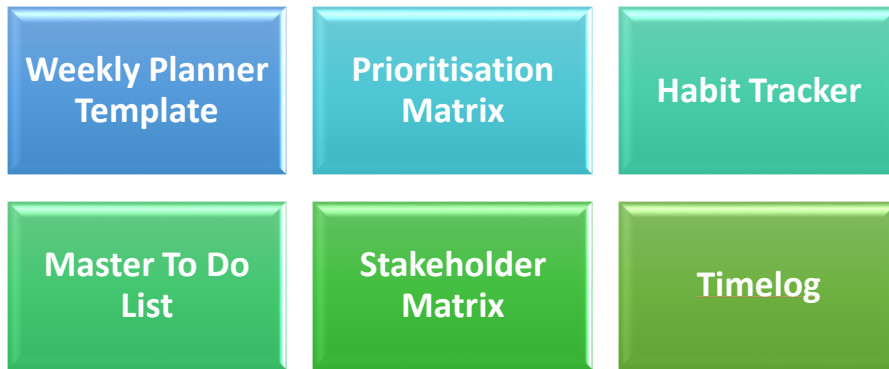 Weekly Planner
Template
Prioritisation
Matrix
Habit Tracker
Master To Do
List
Stakeholder
Matrix
Timelog